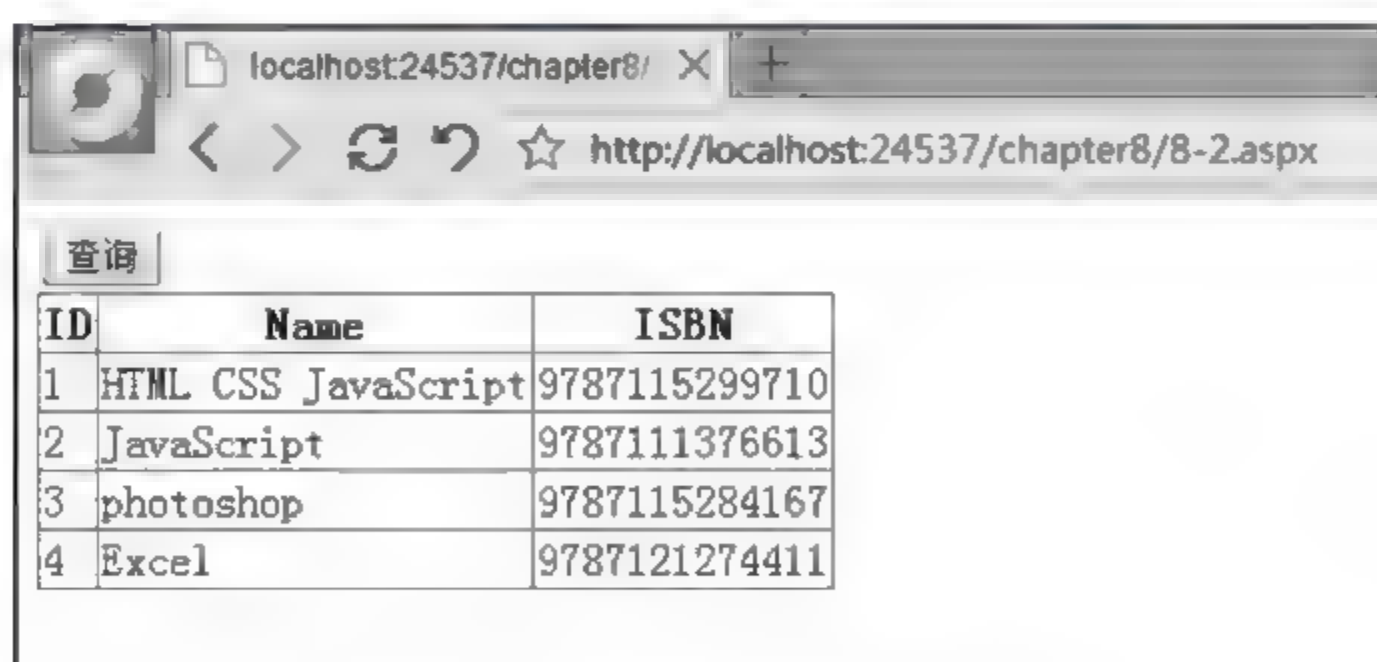 localhost:24537/chapter8/
http://localhost:24537/chapter8/8-2.aspx
查询
ID Name ISBN
1 HTML CSS JavaScript 9787115299710
2 JavaScript 9787111376613
3 photoshop 9787115284167
4 Excel 9787121274411